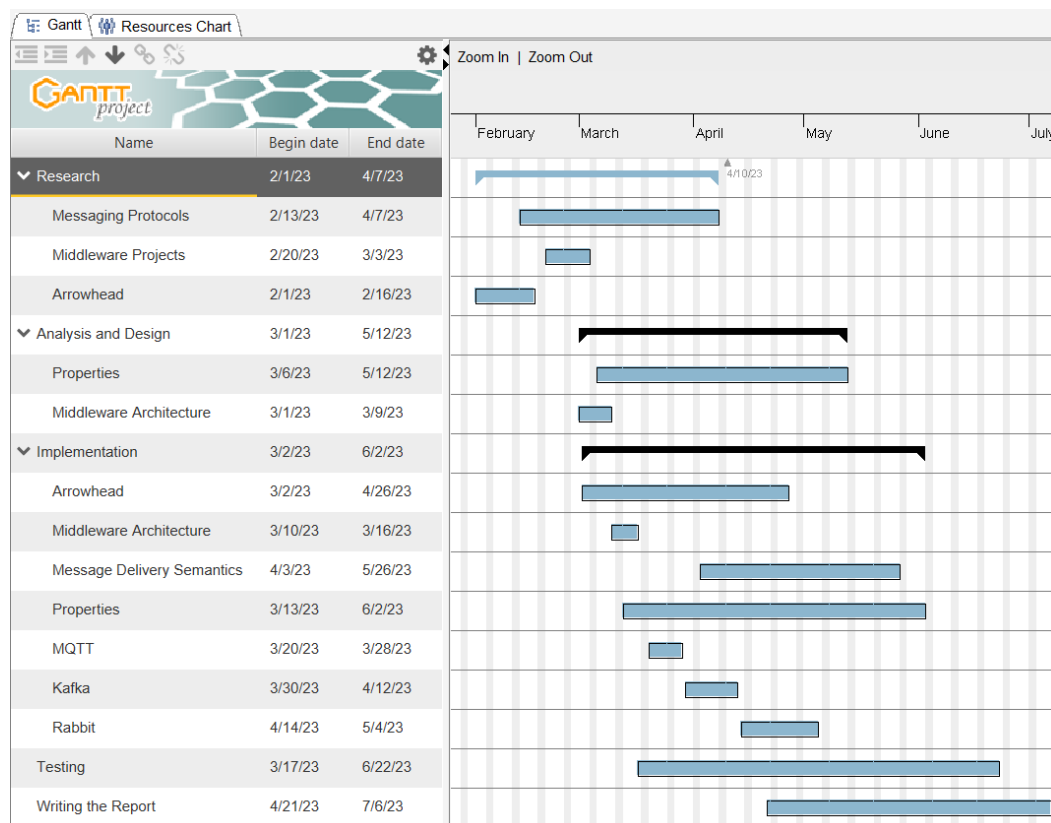 Gantt Resources Chart
Zoom In | Zoom Out
GANTT
project
Name Begin date End date
February March April May June July
Research 2/1/23 4/7/23
4/10/23
Messaging Protocols 2/13/23 4/7/23
Middleware Projects 2/20/23 3/3/23
Arrowhead 2/1/23 2/16/23
Analysis and Design 3/1/23 5/12/23
Properties 3/6/23 5/12/23
Middleware Architecture 3/1/23 3/9/23
Implementation 3/2/23 6/2/23
Arrowhead 3/2/23 4/26/23
Middleware Architecture 3/10/23 3/16/23
Message Delivery Semantics 4/3/23 5/26/23
Properties 3/13/23 6/2/23
MQTT 3/20/23 3/28/23
Kafka 3/30/23 4/12/23
Rabbit 4/14/23 5/4/23
Testing 3/17/23 6/22/23
Writing the Report 4/21/23 7/6/23